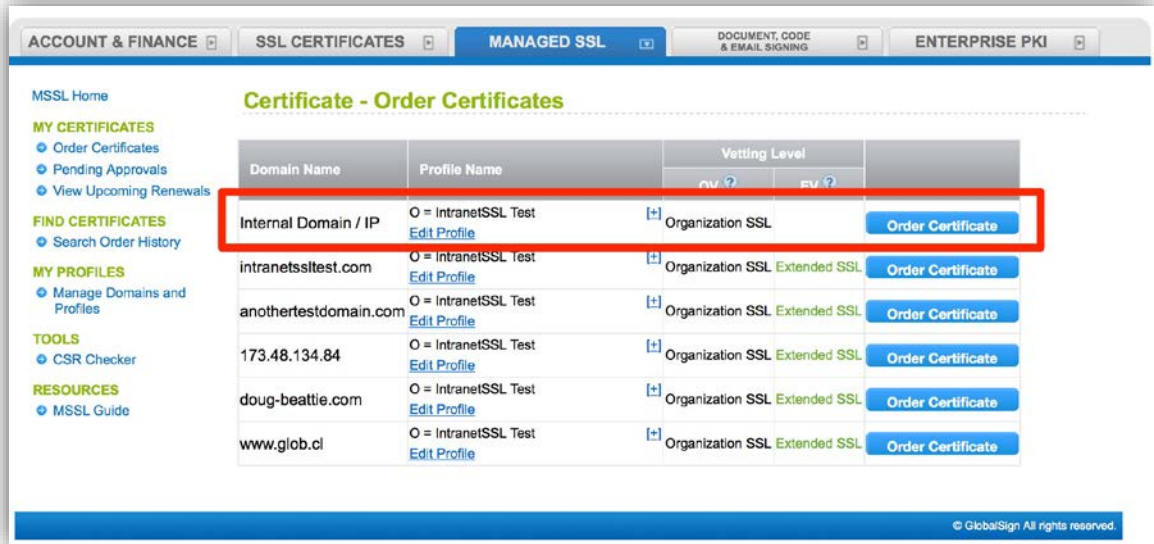 ACCOUNT & FINANCE
SSL CERTIFICATES
MANAGED SSL
DOCUMENT, CODE
& EMAIL SIGNING
ENTERPRISE PKI
MSSL Home
MY CERTIFICATES
Order Certificates
Pending Approvals
View Upcoming Renewals
FIND CERTIFICATES
Search Order History
MY PROFILES
Manage Domains and
Profiles
TOOLS
CSR Checker
RESOURCES
MSSL Guide
Certificate - Order Certificates
Domain Name Profile Name Vetting Level
OV ? EV ?
Internal Domain / IP O = IntranetSSL Test [+] Organization SSL Order Certificate
Edit Profile
intranetssltest.com O = IntranetSSL Test [+] Organization SSL Extended SSL Order Certificate
Edit Profile
anothertestdomain.com O = IntranetSSL Test [+] Organization SSL Extended SSL Order Certificate
Edit Profile
173.48.134.84 O = IntranetSSL Test [+] Organization SSL Extended SSL Order Certificate
Edit Profile
doug-beattie.com O = IntranetSSL Test [+] Organization SSL Extended SSL Order Certificate
Edit Profile
www.glob.cl O = IntranetSSL Test [+] Organization SSL Extended SSL Order Certificate
Edit Profile
© GlobalSign All rights reserved.